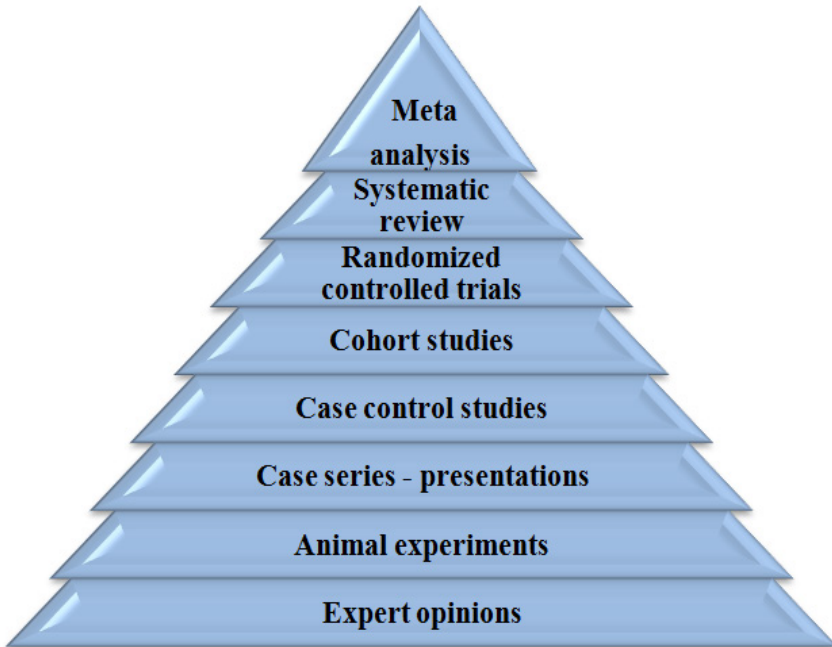 Meta
analysis
Systematic
review
Randomized
controlled trials
Cohort studies
Case control studies
Case series - presentations
Animal experiments
Expert opinions